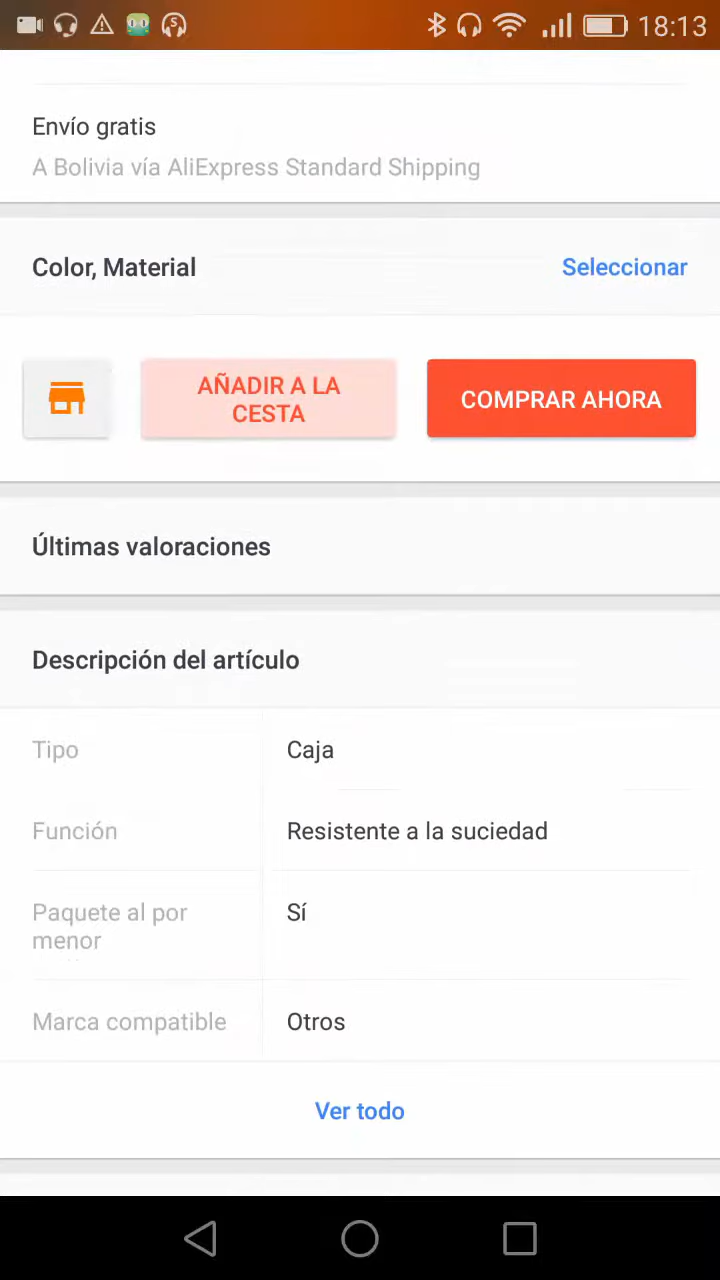 18:13
Envío gratis
A Bolivia vía AliExpress Standard Shipping
Color, Material
Seleccionar
AÑADIR A LA
CESTA
COMPRAR AHORA
Últimas valoraciones
Descripción del artículo
Tipo
Caja
Función
Resistente a la suciedad
Paquete al por
menor
Sí
Marca compatible
Otros
Ver todo